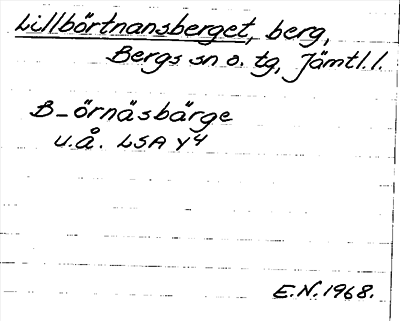 Lillbörtnansberget, berg,
Bergs sn o. tg, Jämtl. l.
B-örnäsbärge
u.å. LSA Y4
E.N. 1968.